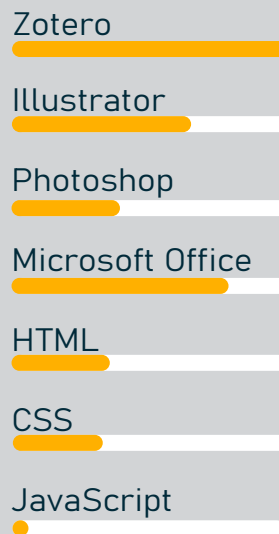 Zotero
Illustrator
Photoshop
Microsoft Office
HTML
CSS
JavaScript